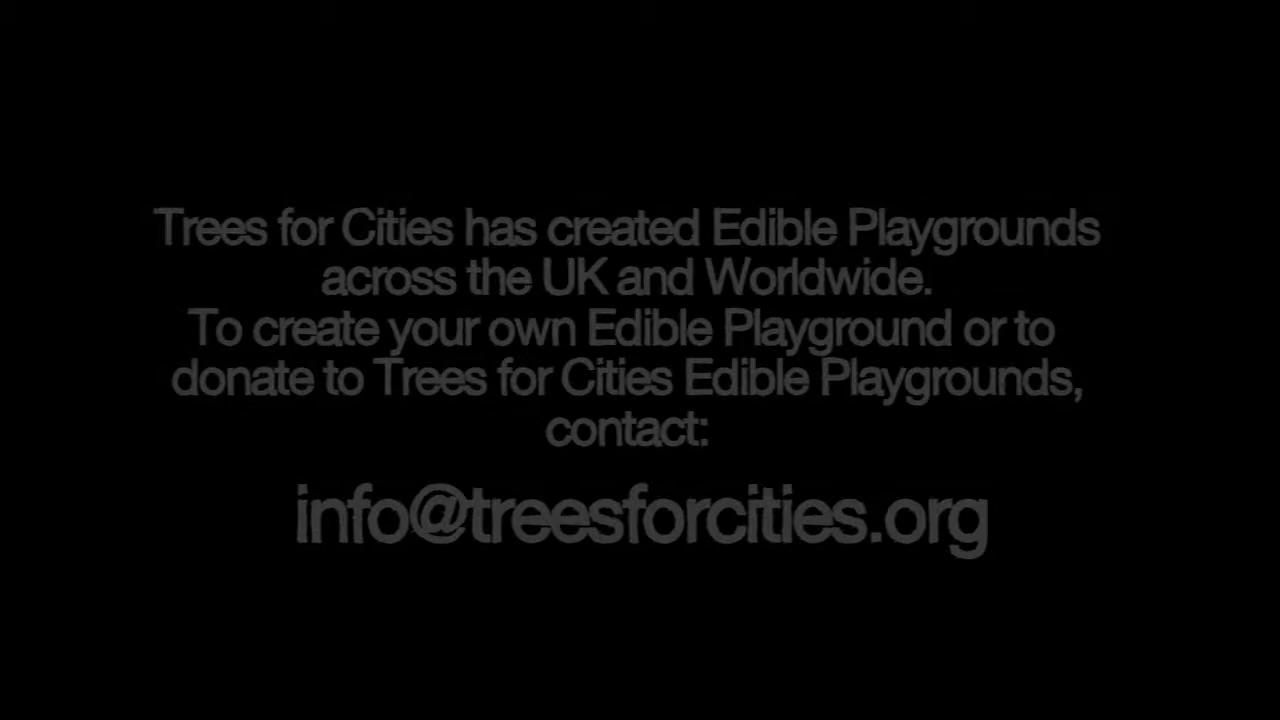 Trees for Cities has created Edible Playgrounds
across the UK and Worldwide.
To create your own Edible Playground or to
donate to Trees for Cities Edible Playgrounds,
contact:
info@treesforcities.org